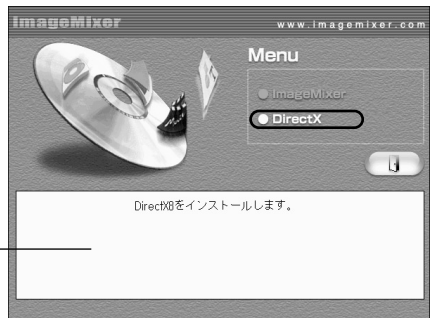 ImageMixer
www.imagemixer.com
Menu
ImageMixer
DirectX
DirectX8をインストールします。